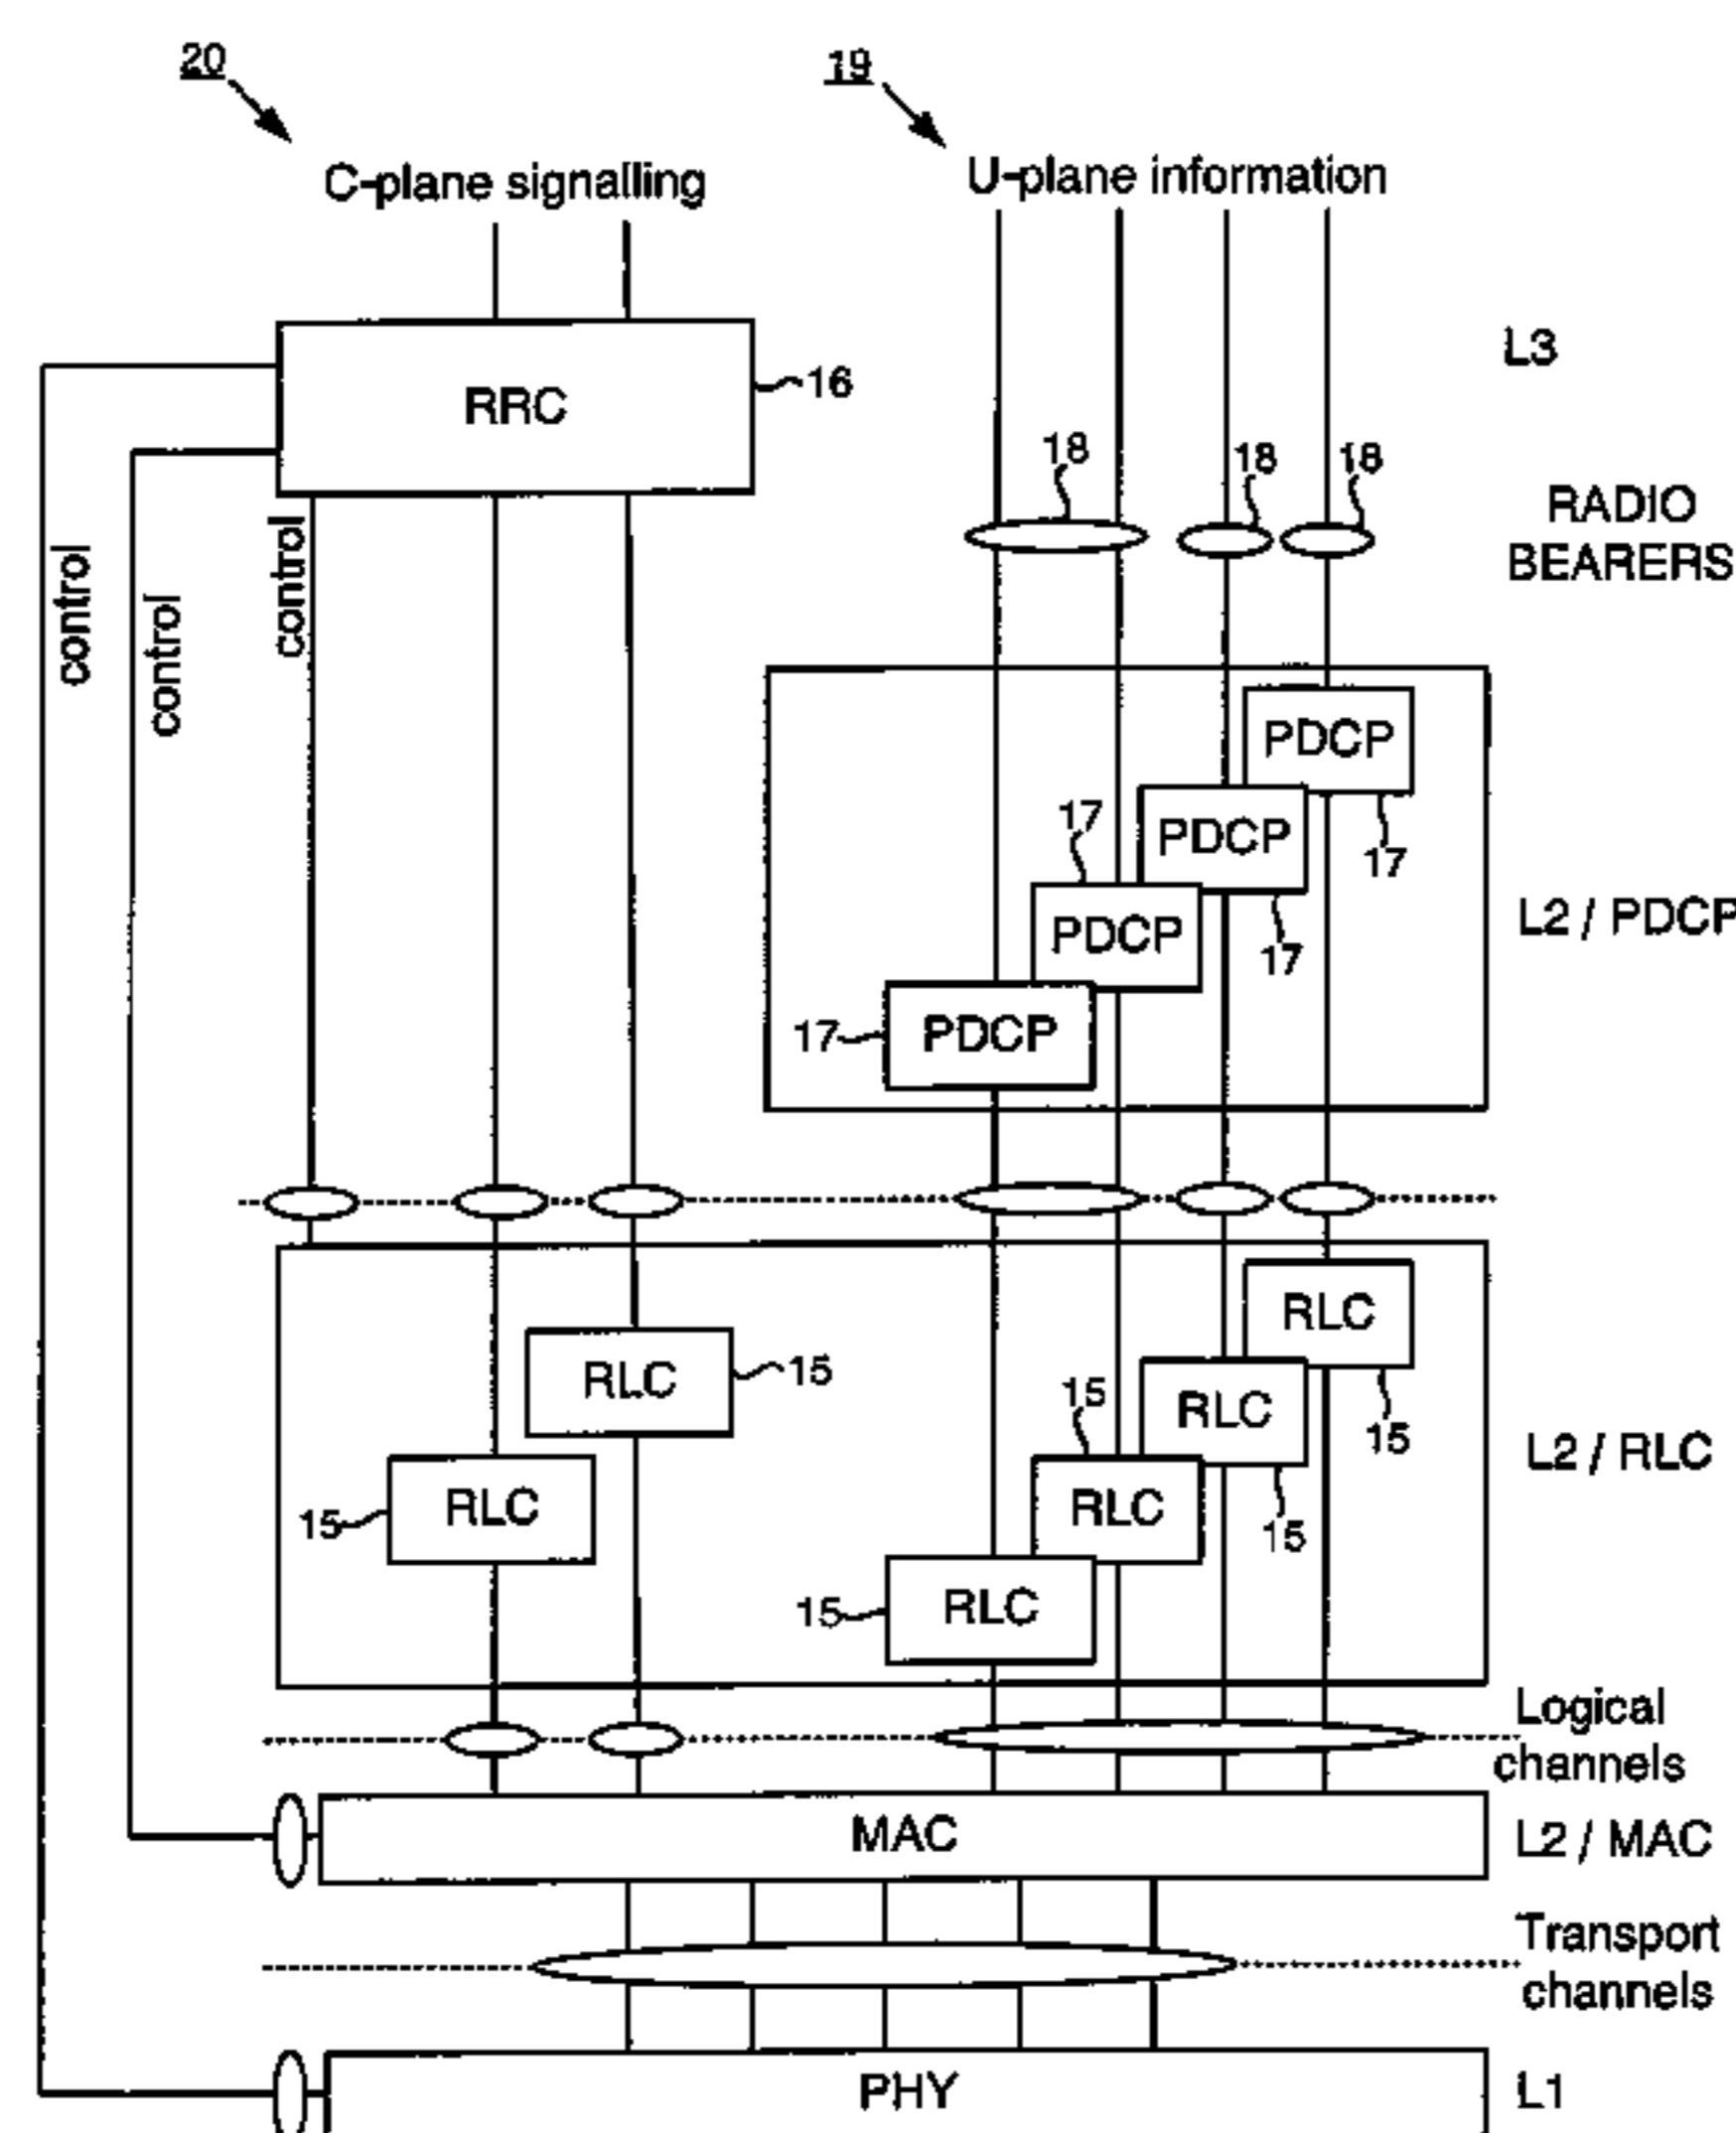 20
19
C-plane signalling
U-plane information
L3
RRC
16
18
18
18
RADIO
BEARERS
control
control
control
PDCP
17
PDCP
17
17
PDCP
L2 / PDCP
17
17
PDCP
RLC
RLC
15
15
RLC
15
L2 / RLC
15
RLC
RLC
15
15
RLC
Logical
channels
MAC
L2 / MAC
Transport
channels
PHY
L1